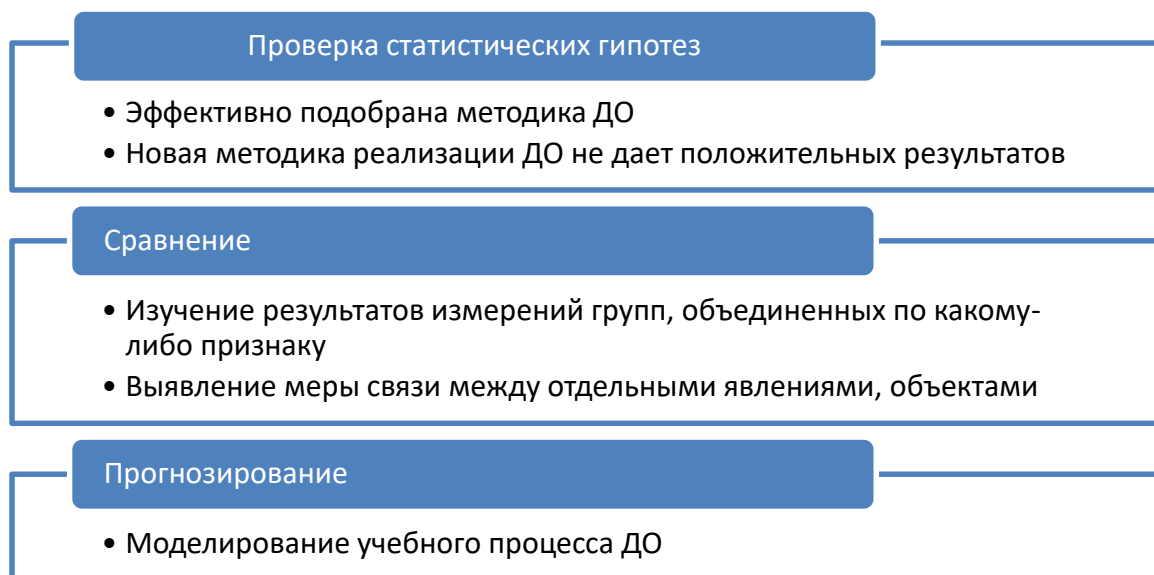 Проверка статистических гипотез
• Эффективно подобрана методика ДО
• Новая методика реализации ДО не дает положительных результатов
Сравнение
• Изучение результатов измерений групп, объединенных по какому-
либо признаку
• Выявление меры связи между отдельными явлениями, объектами
Прогнозирование
• Моделирование учебного процесса ДО